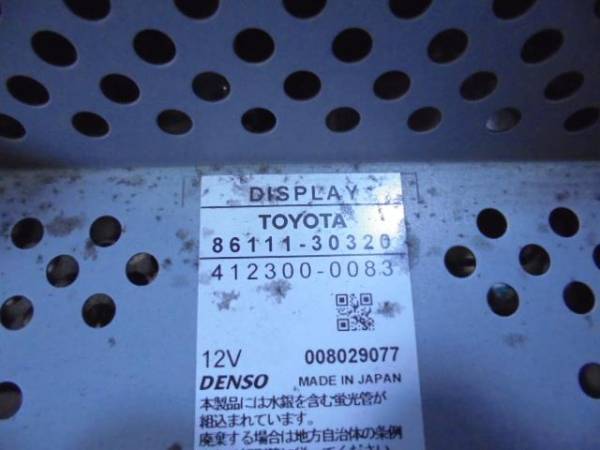 DISPLAY
TOYOTA
86111-30320
412300-0083
12V 008029077
DENSO MADE IN JAPAN
本製品には水銀を含む蛍光管が
組込まれています。
廃棄する場合は地方自治体の条例